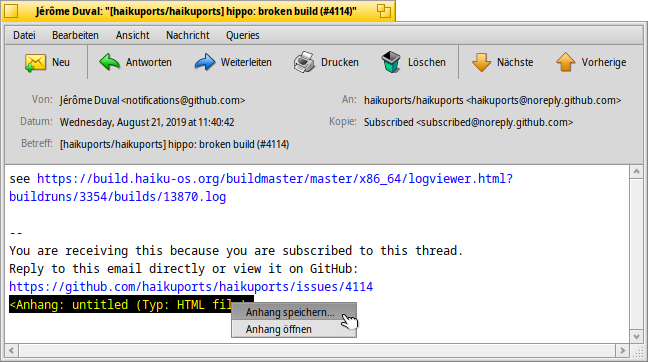 Jérôme Duval: "[haikuports/haikuports] hippo: broken build (#4114)"
Datei Bearbeiten Ansicht Nachricht Queries
Neu Antworten Weiterleiten Drucken Löschen Nächste Vorherige
Von: Jérôme Duval <notifications@github.com> An: haikuports/haikuports <haikuports@noreply.github.com>
Datum: Wednesday, August 21, 2019 at 11:40:42 Kopie: Subscribed <subscribed@noreply.github.com>
Betreff: [haikuports/haikuports] hippo: broken build (#4114)
see https://build.haiku-os.org/buildmaster/master/x86_64/logviewer.html?
buildruns/3354/builds/13870.log
--
You are receiving this because you are subscribed to this thread.
Reply to this email directly or view it on GitHub:
https://github.com/haikuports/haikuports/issues/4114
<Anhang: untitled (Typ: HTML file)>
Anhang speichern...
Anhang öffnen